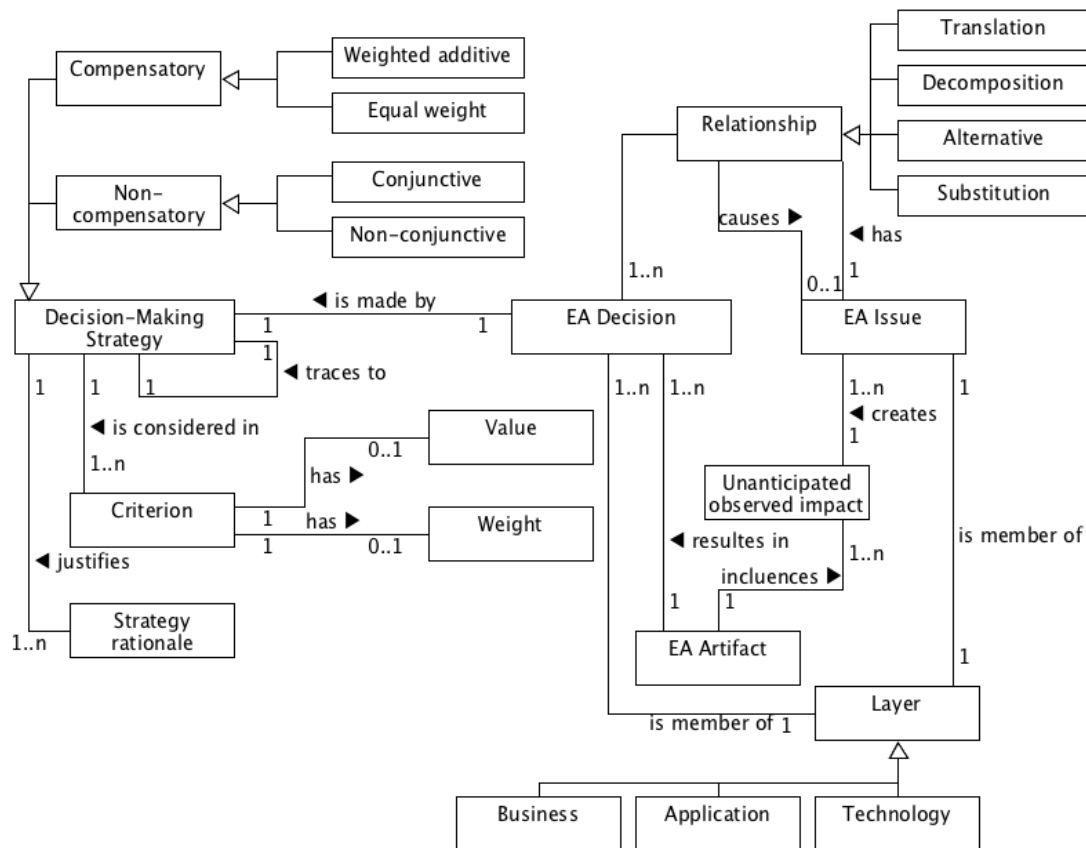 Translation
Compensatory
Weighted additive
Decomposition
Equal weight
Relationship
Alternative
Non-
compensatory
Conjunctive
Substitution
Non-conjunctive
causes ▶
◀ has
1..n
1
0..1
◀ is made by
Decision-Making
Strategy
1
1
EA Decision
EA Issue
1
◀ traces to
1
1
1
1..n
1..n
1..n
1
◀ is considered in
◀ creates
Value
0..1
1
1..n
has ▶
Unanticipated
observed impact
Criterion
1
has ▶
Weight
1
0..1
◀ resultes in
is member of
1..n
◀ justifies
incluences ▶
1
1
Strategy
rationale
1..n
EA Artifact
1
Layer
is member of
1
Business
Application
Technology